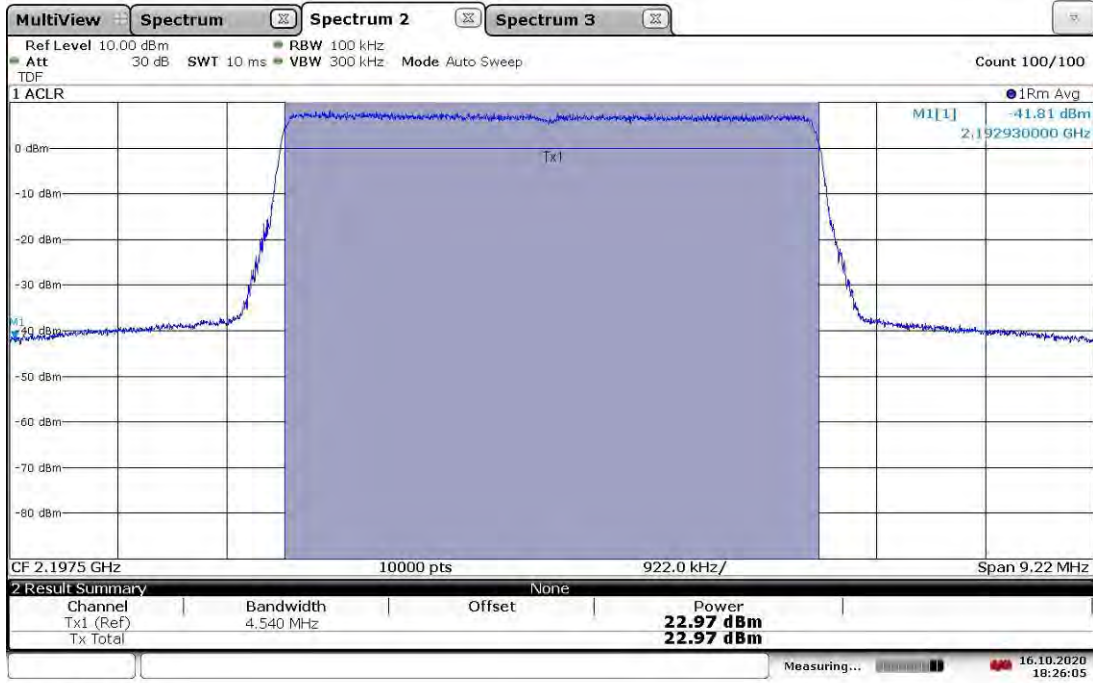 MultiView Spectrum Spectrum 2 Spectrum 3
Ref Level 10.00 dBm RBW 100 kHz
Att 30 dB SWT 10 ms VBW 300 kHz Mode Auto Sweep Count 100/100
TDF
1 ACLR 1Rm Avg
M1[1] -41.81 dBm
2.192930000 GHz
0 dBm
Tx1
-10 dBm
-20 dBm
-30 dBm
M1
-40 dBm
-50 dBm
-60 dBm
-70 dBm
-80 dBm
CF 2.1975 GHz 10000 pts 922.0 kHz/ Span 9.22 MHz
2 Result Summary None
Channel Bandwidth Offset Power
Tx1 (Ref) 4.540 MHz 22.97 dBm
Tx Total 22.97 dBm
Measuring... 16.10.2020
18:26:05